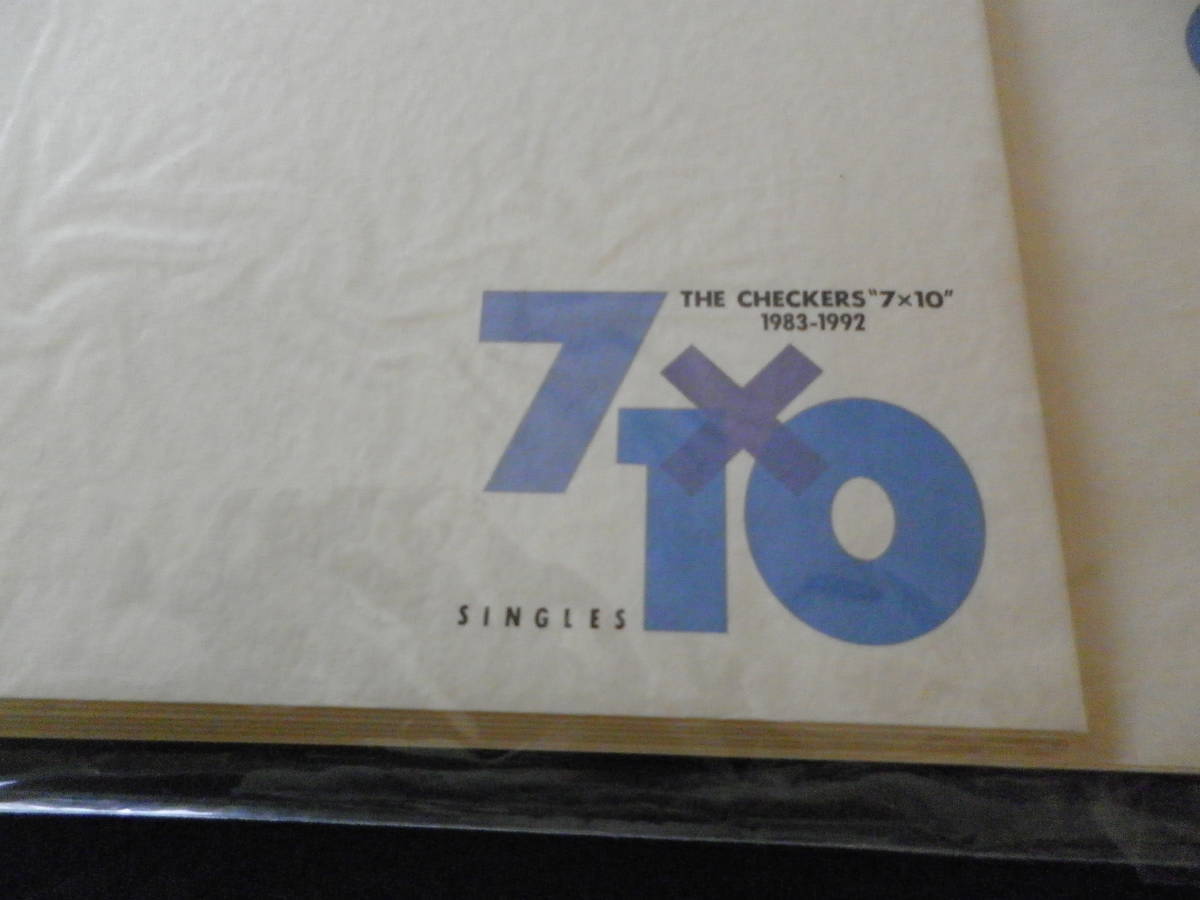 THE CHECKERS "7×10"
1983-1992
7×10
SINGLES